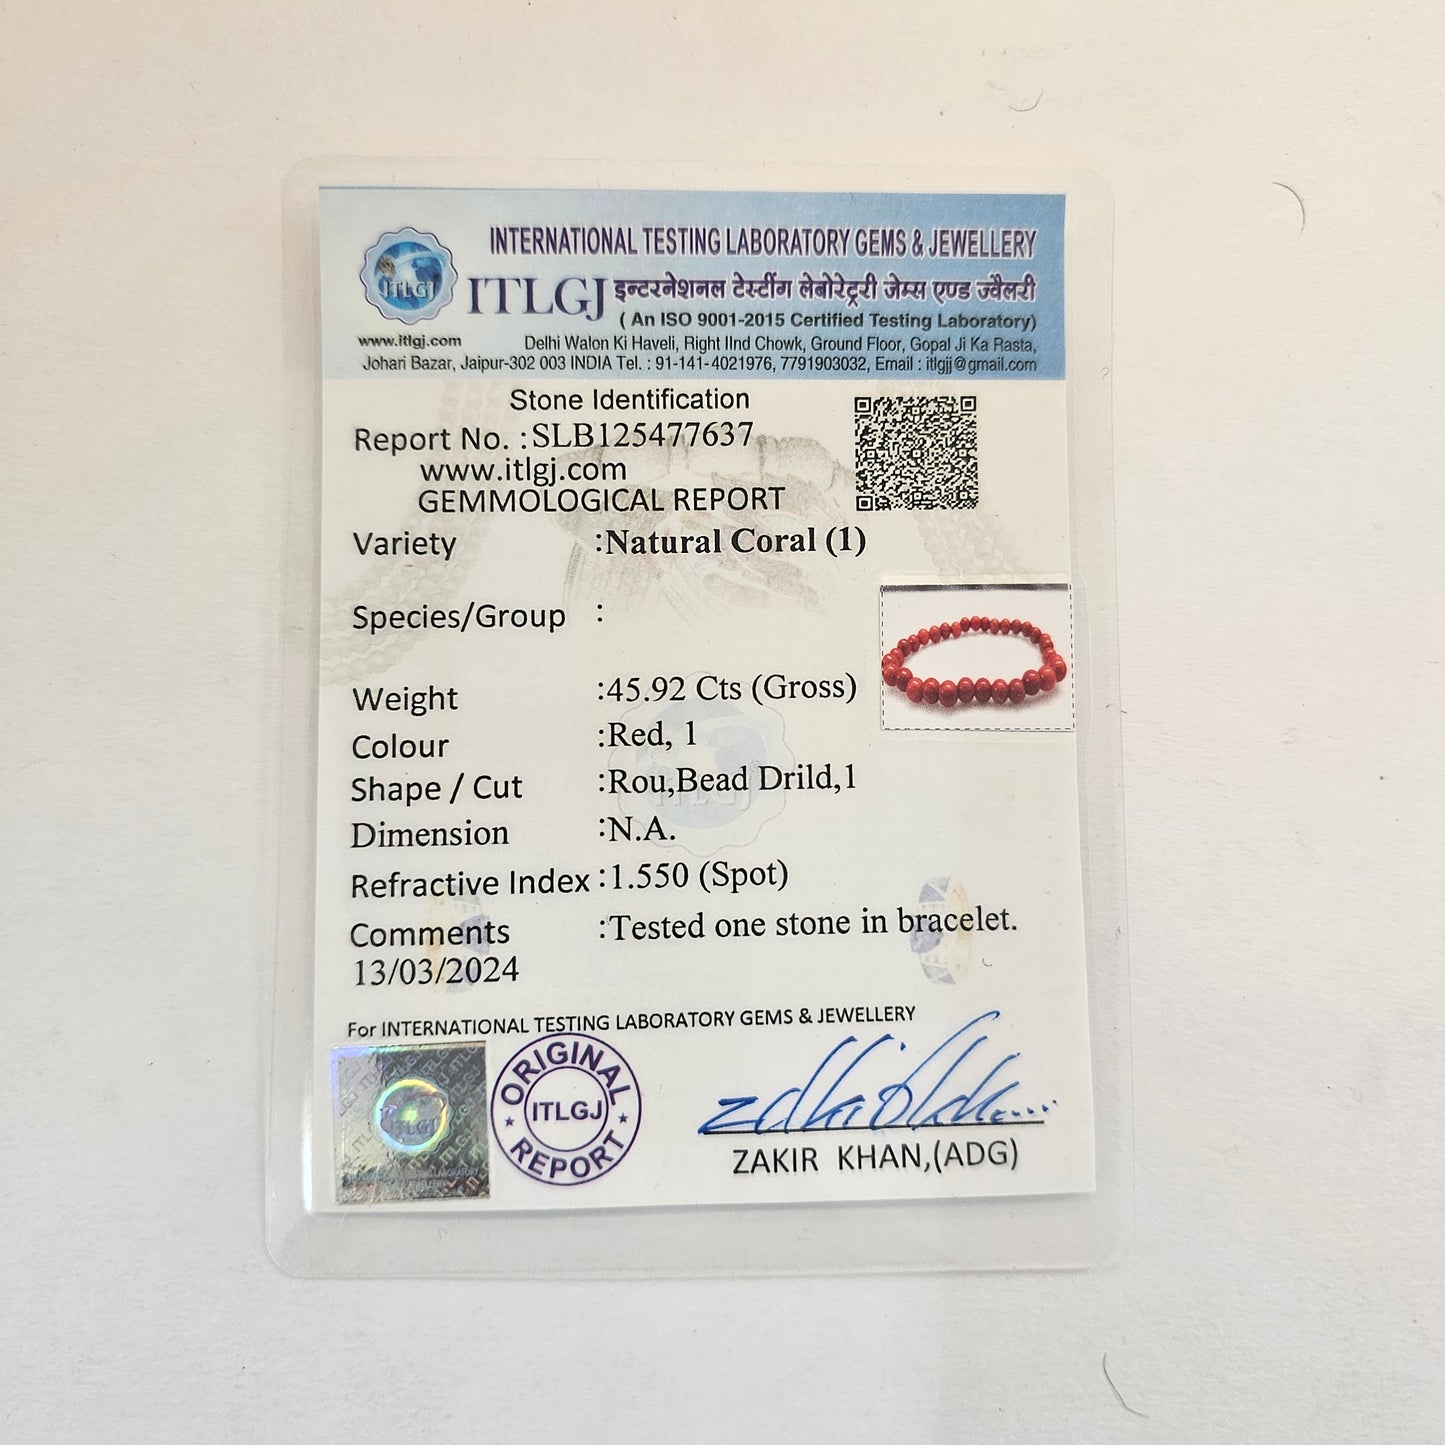 INTERNATIONAL TESTING LABORATORY GEMS & JEWELLERY
ITLGJ
ITLGJ इन्टरनेशनल टेस्टींग लेबोरेट्ररी जेम्स एण्ड ज्वैलरी
( An ISO 9001-2015 Certified Testing Laboratory)
www.itlgj.com Delhi Walon Ki Haveli, Right IInd Chowk, Ground Floor, Gopal Ji Ka Rasta,
Johari Bazar, Jaipur-302 003 INDIA Tel. : 91-141-4021976, 7791903032, Email : itlgjj@gmail.com
Stone Identification
Report No. :SLB125477637
www.itlgj.com
GEMMOLOGICAL REPORT
Variety :Natural Coral (1)
Species/Group :
Weight :45.92 Cts (Gross)
Colour :Red, 1
Shape / Cut :Rou,Bead Drild,1
Dimension :N.A.
Refractive Index :1.550 (Spot)
Comments :Tested one stone in bracelet.
13/03/2024
For INTERNATIONAL TESTING LABORATORY GEMS & JEWELLERY
ITLGJ
ORIGINAL
ITLGJ
REPORT
ZAKIR KHAN,(ADG)